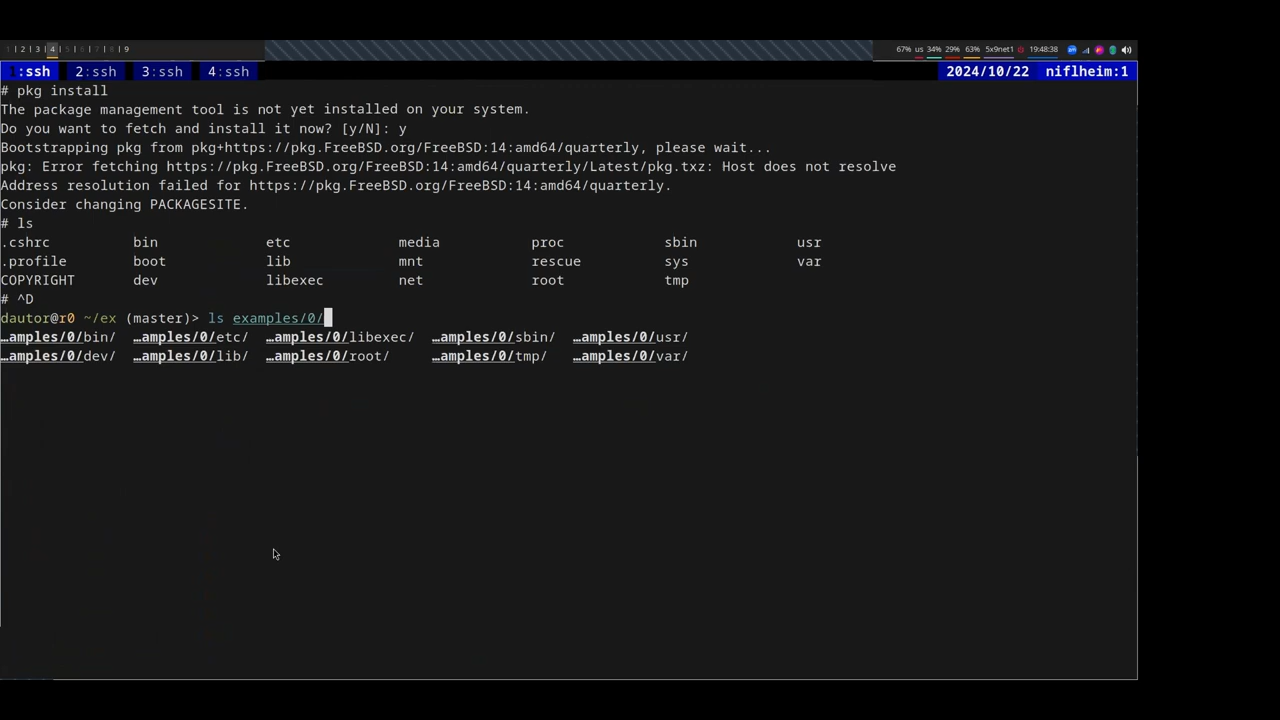 1 | 2 | 3 | 4 | 5 | 6 | 7 | 8 | 9 67% us 34% 29% 63% 5x9net1 19:48:38
1:ssh 2:ssh 3:ssh 4:ssh 2024/10/22 niflheim:1
# pkg install
The package management tool is not yet installed on your system.
Do you want to fetch and install it now? [y/N]: y
Bootstrapping pkg from pkg+https://pkg.FreeBSD.org/FreeBSD:14:amd64/quarterly, please wait...
pkg: Error fetching https://pkg.FreeBSD.org/FreeBSD:14:amd64/quarterly/Latest/pkg.txz: Host does not resolve
Address resolution failed for https://pkg.FreeBSD.org/FreeBSD:14:amd64/quarterly.
Consider changing PACKAGESITE.
# ls
.cshrc bin etc media proc sbin usr
.profile boot lib mnt rescue sys var
COPYRIGHT dev libexec net root tmp
# ^D
dautor@r0 ~/ex (master)> ls examples/0/
…amples/0/bin/ …amples/0/etc/ …amples/0/libexec/ …amples/0/sbin/ …amples/0/usr/
…amples/0/dev/ …amples/0/lib/ …amples/0/root/ …amples/0/tmp/ …amples/0/var/